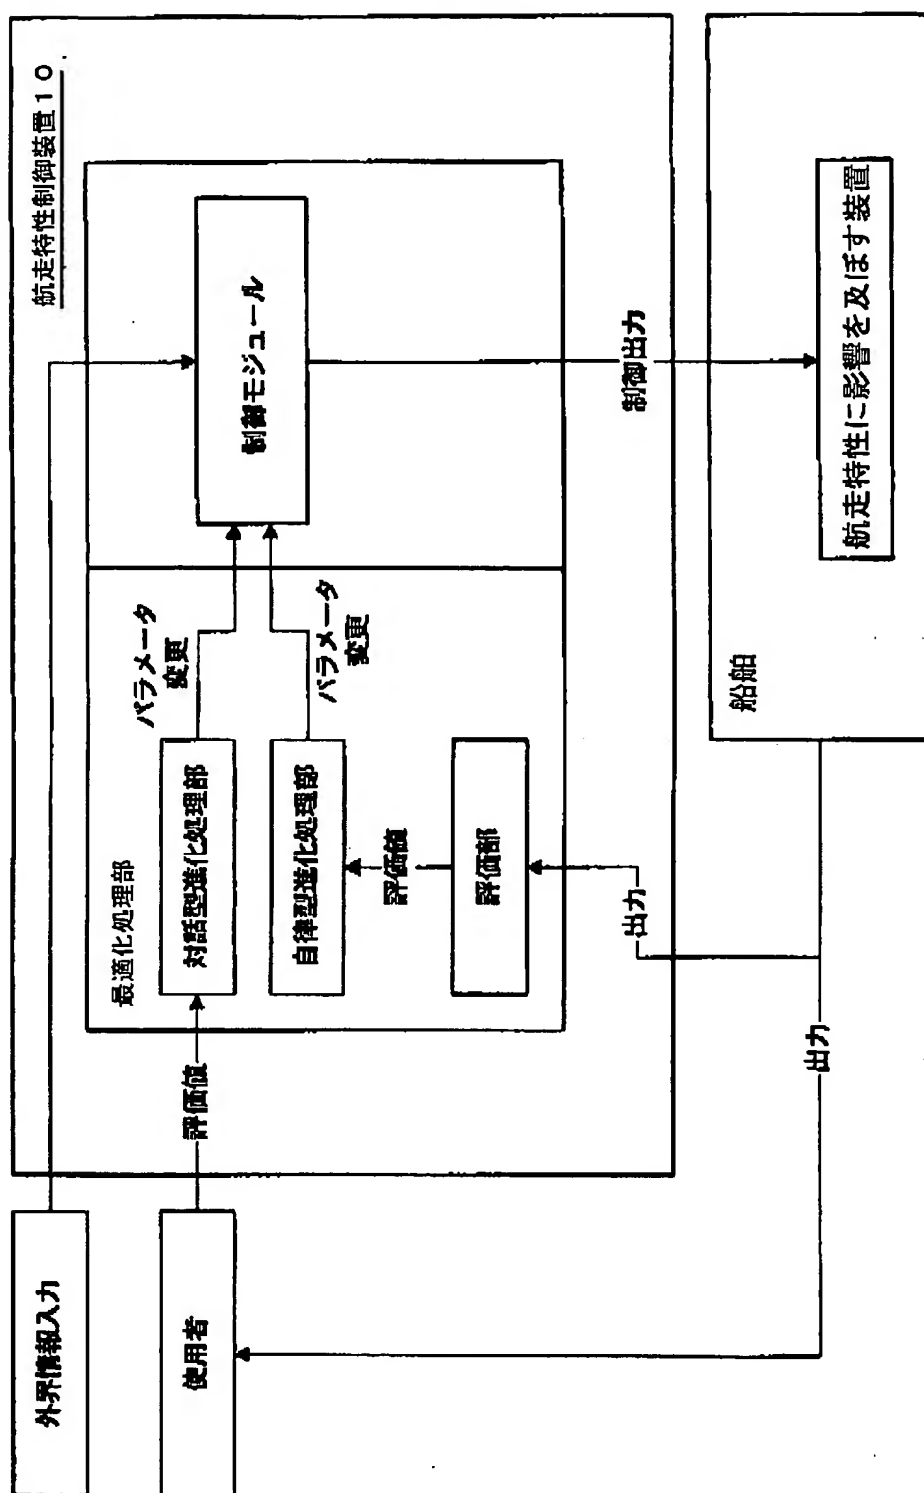 航走特性制御装置１０
外界情報入力
使用者
評価値
最適化処理部
対話型進化処理部
パラメータ
変更
自律型進化処理部
パラメータ
変更
評価値
評価部
制御モジュール
制御出力
出力
出力
船舶
航走特性に影響を及ぼす装置